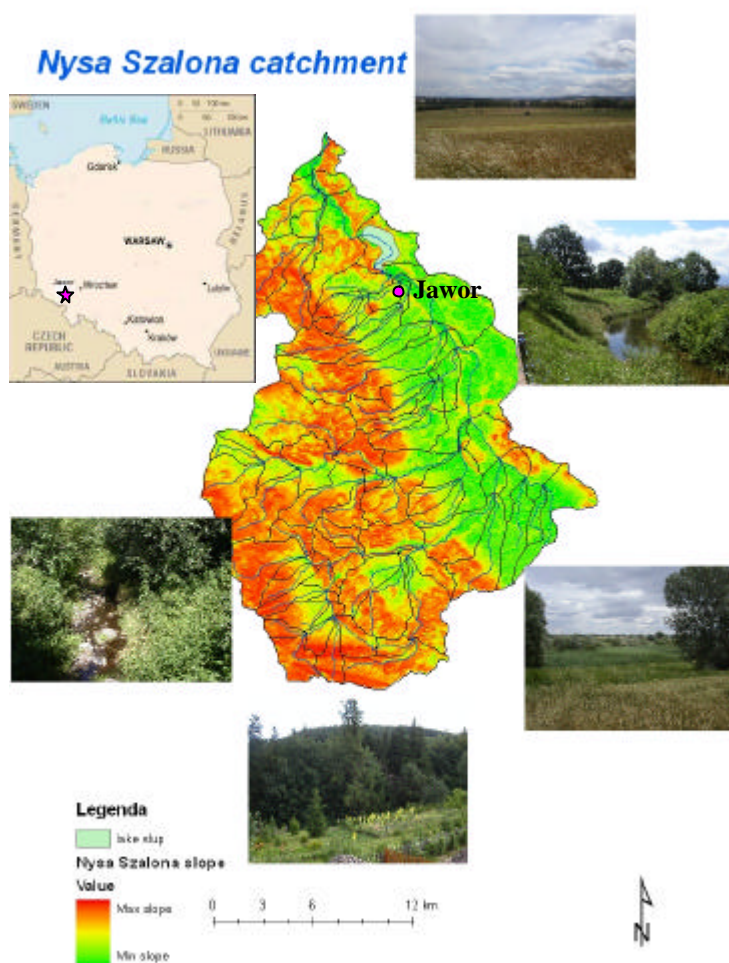 Nysa Szalona catchment
SWEDEN
Baltic Sea
LITHUANIA
RUSSIA
Gdańsk
GERMANY
BELARUS
WARSAW
Jawor
Wrocław
Lublin
Katowice
Kraków
CZECH
REPUBLIC
UKRAINE
AUSTRIA
SLOVAKIA
Jawor
Legenda
lake slup
Nysa Szalona slope
Value
Max slope
Min slope
0 3 6 12 km
N